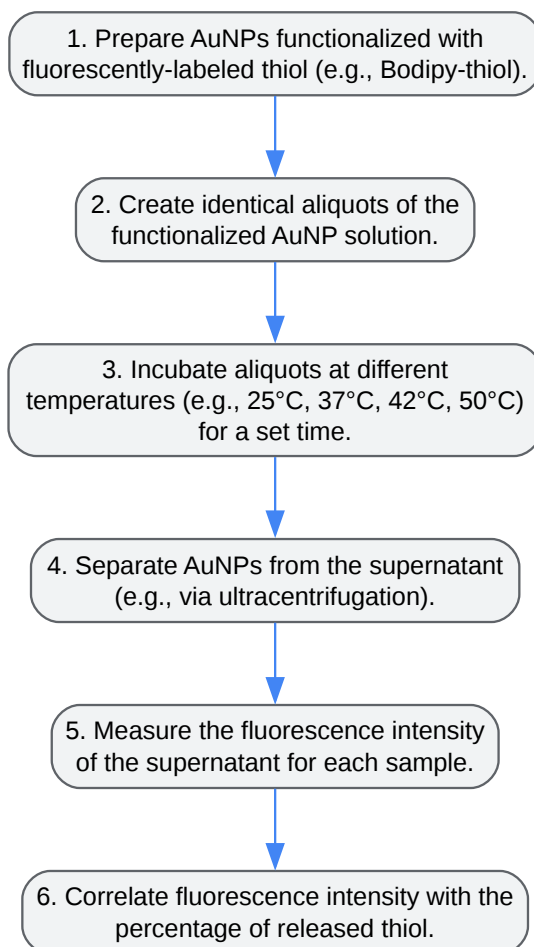 1. Prepare AuNPs functionalized with
fluorescently-labeled thiol (e.g., Bodipy-thiol).
2. Create identical aliquots of the
functionalized AuNP solution.
3. Incubate aliquots at different
temperatures (e.g., 25°C, 37°C, 42°C, 50°C)
for a set time.
4. Separate AuNPs from the supernatant
(e.g., via ultracentrifugation).
5. Measure the fluorescence intensity
of the supernatant for each sample.
6. Correlate fluorescence intensity with the
percentage of released thiol.